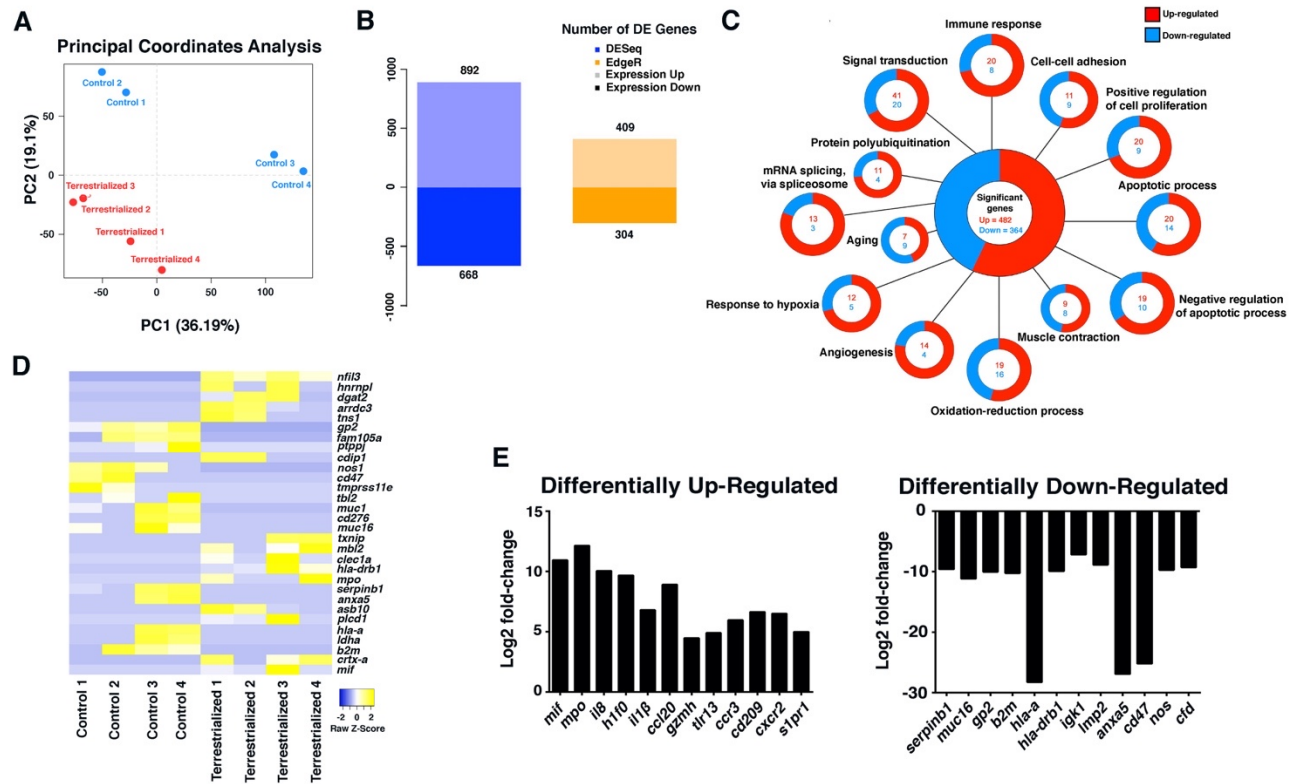 A
Principal Coordinates Analysis
PC2 (19.1%)
50
0
-50
-50
0
50
100
PC1 (36.19%)
Control 2
Control 1
Control 3
Control 4
Terrestrialized 3
Terrestrialized 2
Terrestrialized 1
Terrestrialized 4
B
Number of DE Genes
DESeq
EdgeR
Expression Up
Expression Down
1000
500
0
-500
-1000
892
668
409
304
C
Up-regulated
Down-regulated
Immune response
20
8
Cell-cell adhesion
11
9
Positive regulation
of cell proliferation
20
9
Apoptotic process
20
14
Negative regulation
of apoptotic process
19
10
Muscle contraction
9
8
Oxidation-reduction process
19
16
Angiogenesis
14
4
Response to hypoxia
12
5
Aging
7
9
mRNA splicing,
via spliceosome
13
3
Protein polyubiquitination
11
4
Signal transduction
41
20
Significant
genes
Up = 482
Down = 364
D
nfil3
hnrnpl
dgat2
arrdc3
tns1
gp2
fam105a
ptppj
cdip1
nos1
cd47
tmprss11e
tbl2
muc1
cd276
muc16
txnip
mbl2
clec1a
hla-drb1
mpo
serpinb1
anxa5
asb10
plcd1
hla-a
ldha
b2m
crtx-a
mif
Control 1
Control 2
Control 3
Control 4
Terrestrialized 1
Terrestrialized 2
Terrestrialized 3
Terrestrialized 4
-2 0 2
Raw Z-Score
E
Differentially Up-Regulated
Log2 fold-change
15
10
5
0
mif
mpo
il8
h1f0
il1β
ccl20
gzmh
tlr13
ccr3
cd209
cxcr2
s1pr1
Differentially Down-Regulated
Log2 fold-change
0
-10
-20
-30
serpinb1
muc16
gp2
b2m
hla-a
hla-drb1
igk1
lmp2
anxa5
cd47
nos
cfd